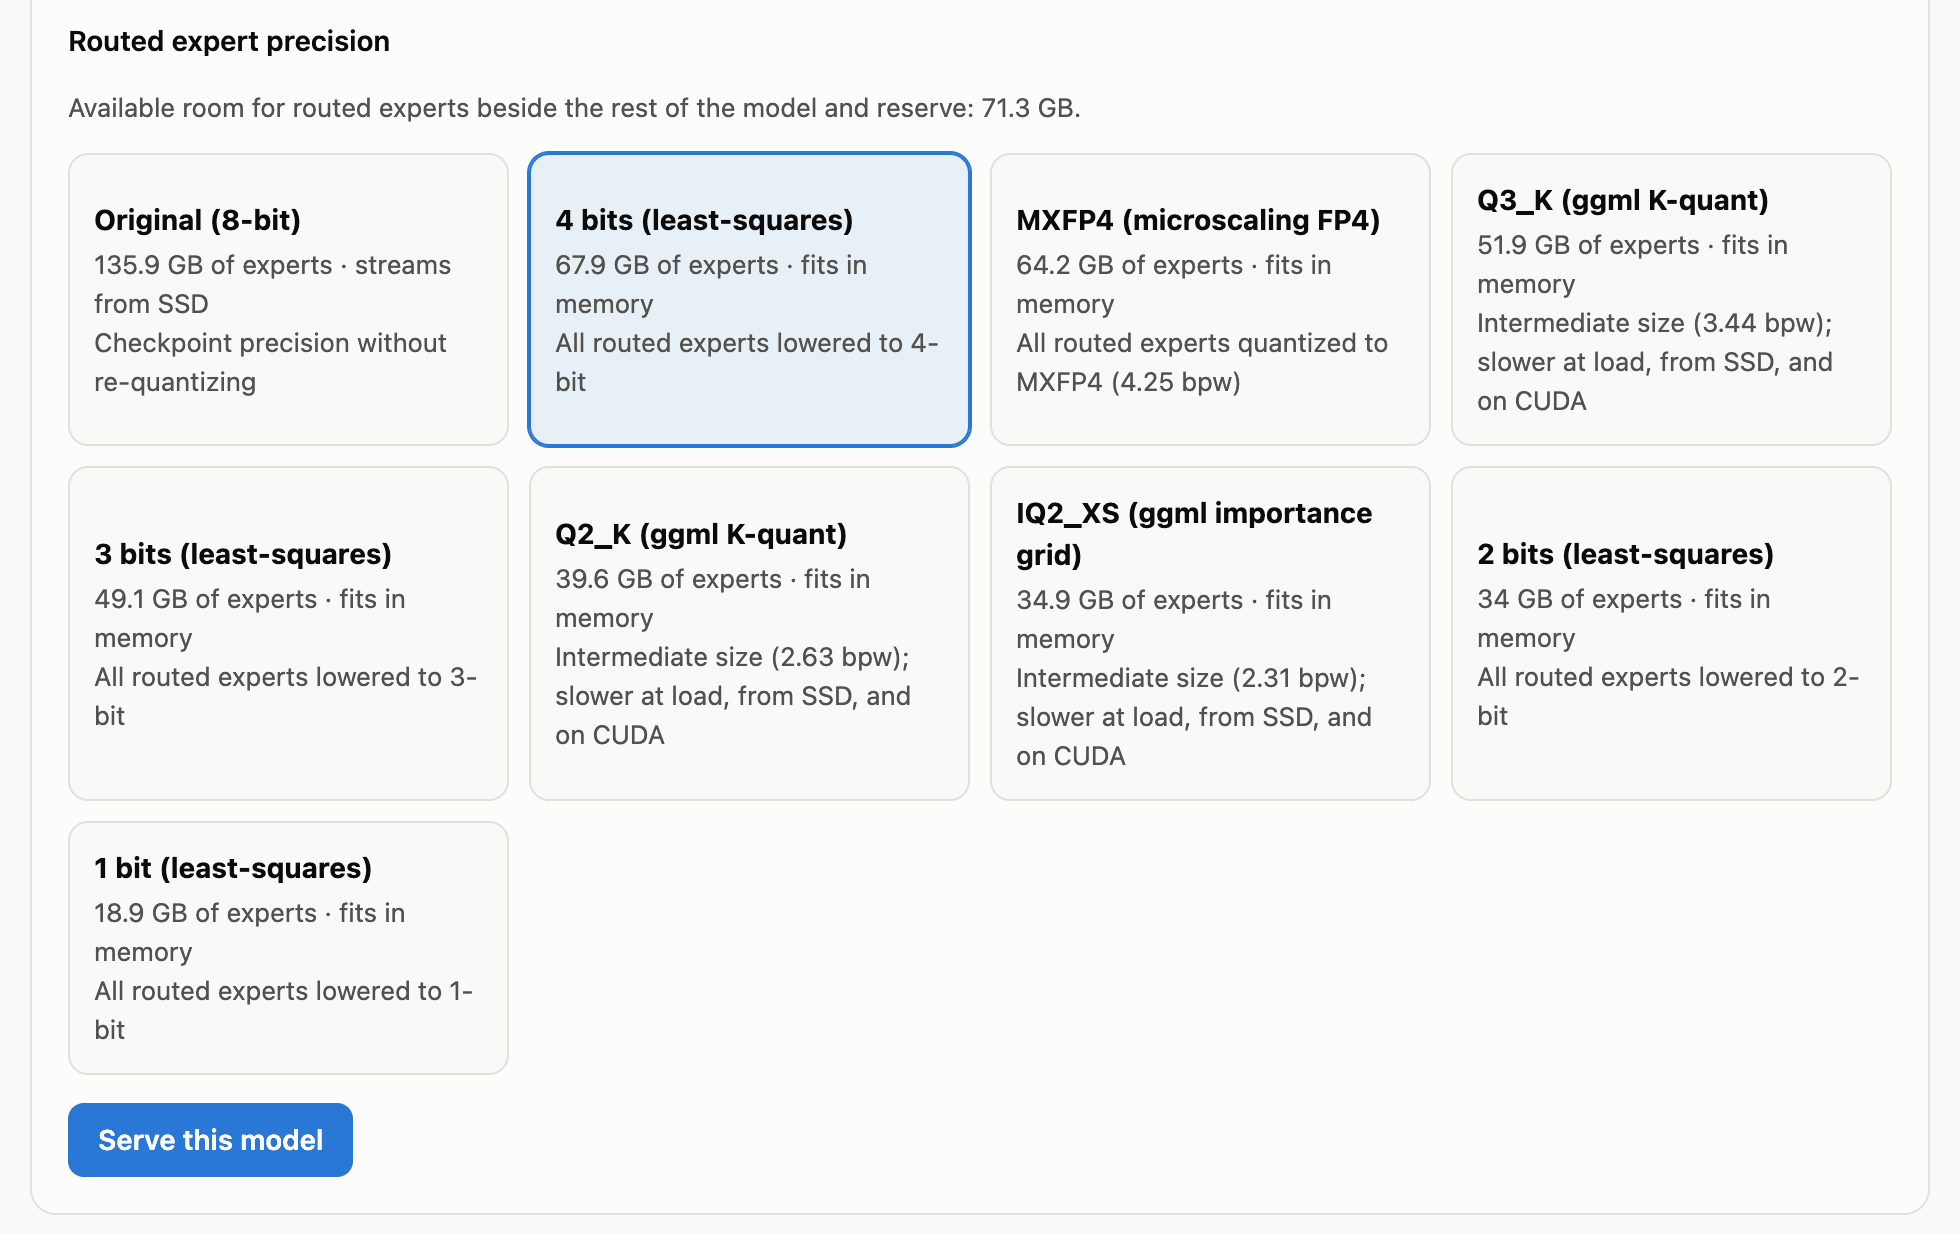 Routed expert precision
Available room for routed experts beside the rest of the model and reserve: 71.3 GB.
Original (8-bit)
135.9 GB of experts · streams
from SSD
Checkpoint precision without
re-quantizing
4 bits (least-squares)
67.9 GB of experts · fits in
memory
All routed experts lowered to 4-
bit
MXFP4 (microscaling FP4)
64.2 GB of experts · fits in
memory
All routed experts quantized to
MXFP4 (4.25 bpw)
Q3_K (ggml K-quant)
51.9 GB of experts · fits in
memory
Intermediate size (3.44 bpw);
slower at load, from SSD, and
on CUDA
3 bits (least-squares)
49.1 GB of experts · fits in
memory
All routed experts lowered to 3-
bit
Q2_K (ggml K-quant)
39.6 GB of experts · fits in
memory
Intermediate size (2.63 bpw);
slower at load, from SSD, and
on CUDA
IQ2_XS (ggml importance
grid)
34.9 GB of experts · fits in
memory
Intermediate size (2.31 bpw);
slower at load, from SSD, and
on CUDA
2 bits (least-squares)
34 GB of experts · fits in
memory
All routed experts lowered to 2-
bit
1 bit (least-squares)
18.9 GB of experts · fits in
memory
All routed experts lowered to 1-
bit
Serve this model